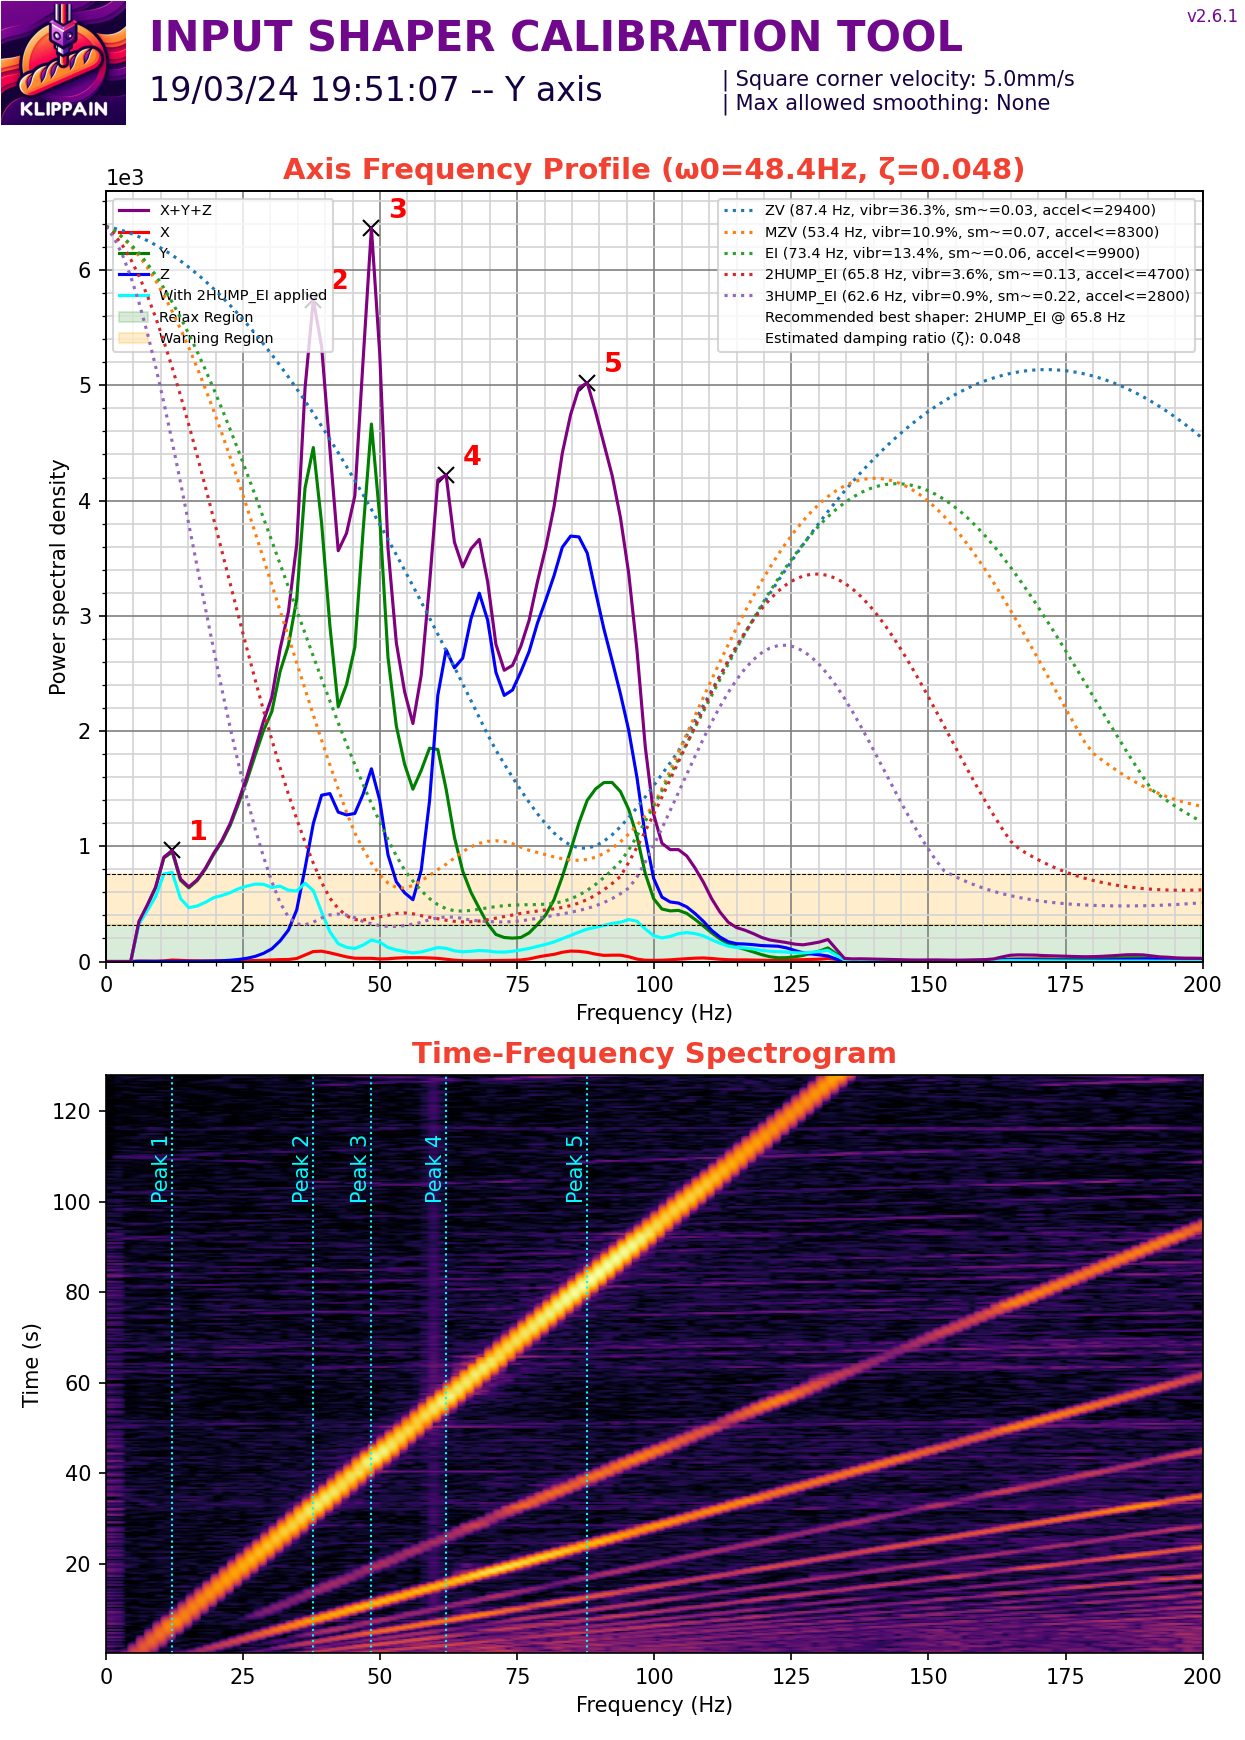 v2.6.1
INPUT SHAPER CALIBRATION TOOL
KLIPPAIN
19/03/24 19:51:07 -- Y axis
| Square corner velocity: 5.0mm/s
| Max allowed smoothing: None
Axis Frequency Profile (ω0=48.4Hz, ζ=0.048)
1e3
X+Y+Z
X
Y
Z
With 2HUMP_EI applied
Relax Region
Warning Region
ZV (87.4 Hz, vibr=36.3%, sm~=0.03, accel<=29400)
MZV (53.4 Hz, vibr=10.9%, sm~=0.07, accel<=8300)
EI (73.4 Hz, vibr=13.4%, sm~=0.06, accel<=9900)
2HUMP_EI (65.8 Hz, vibr=3.6%, sm~=0.13, accel<=4700)
3HUMP_EI (62.6 Hz, vibr=0.9%, sm~=0.22, accel<=2800)
Recommended best shaper: 2HUMP_EI @ 65.8 Hz
Estimated damping ratio (ζ): 0.048
1
2
3
4
5
Power spectral density
6
5
4
3
2
1
0
0 25 50 75 100 125 150 175 200
Frequency (Hz)
Time-Frequency Spectrogram
Peak 1
Peak 2
Peak 3
Peak 4
Peak 5
Time (s)
120
100
80
60
40
20
0 25 50 75 100 125 150 175 200
Frequency (Hz)